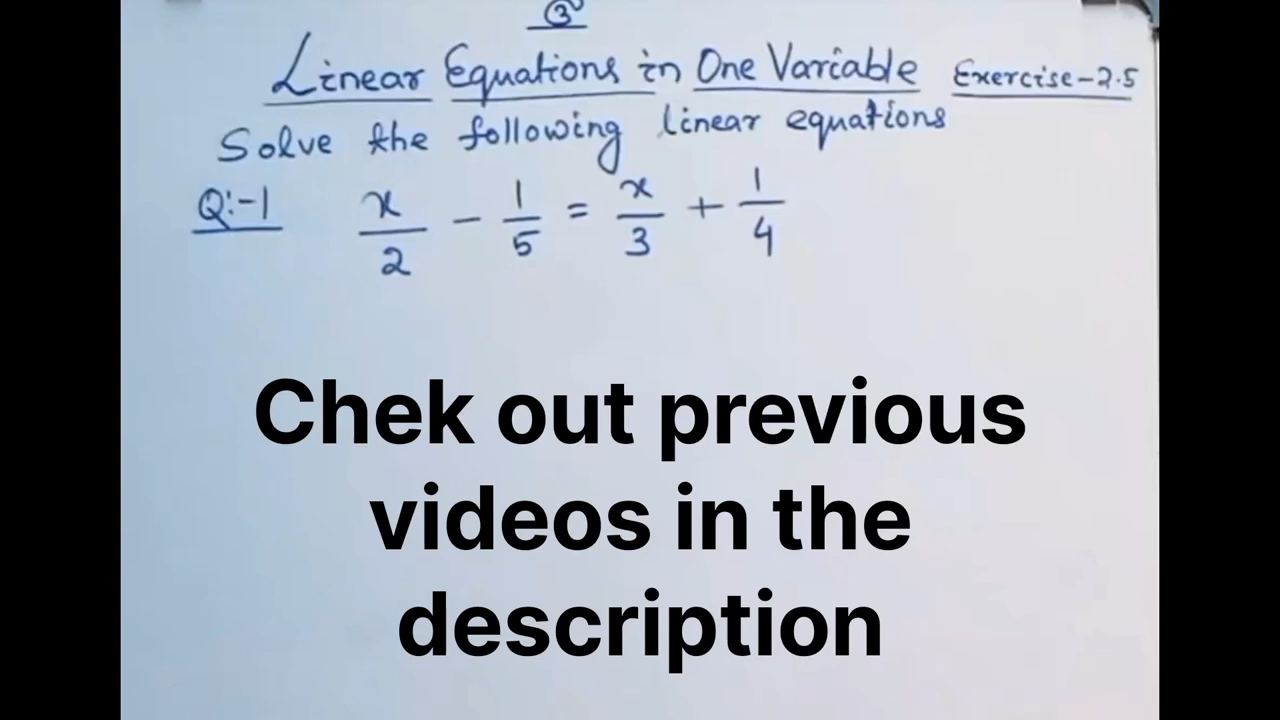 3
Linear Equations in One Variable Exercise-2.5
Solve the following linear equations
Q:-1 x/2 - 1/5 = x/3 + 1/4
Chek out previous
videos in the
description